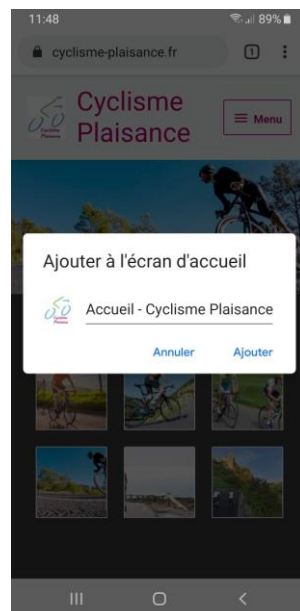 11:48
89%
cyclisme-plaisance.fr
1
Cyclisme
Plaisance
Menu
Ajouter à l'écran d'accueil
Accueil - Cyclisme Plaisance
Annuler
Ajouter